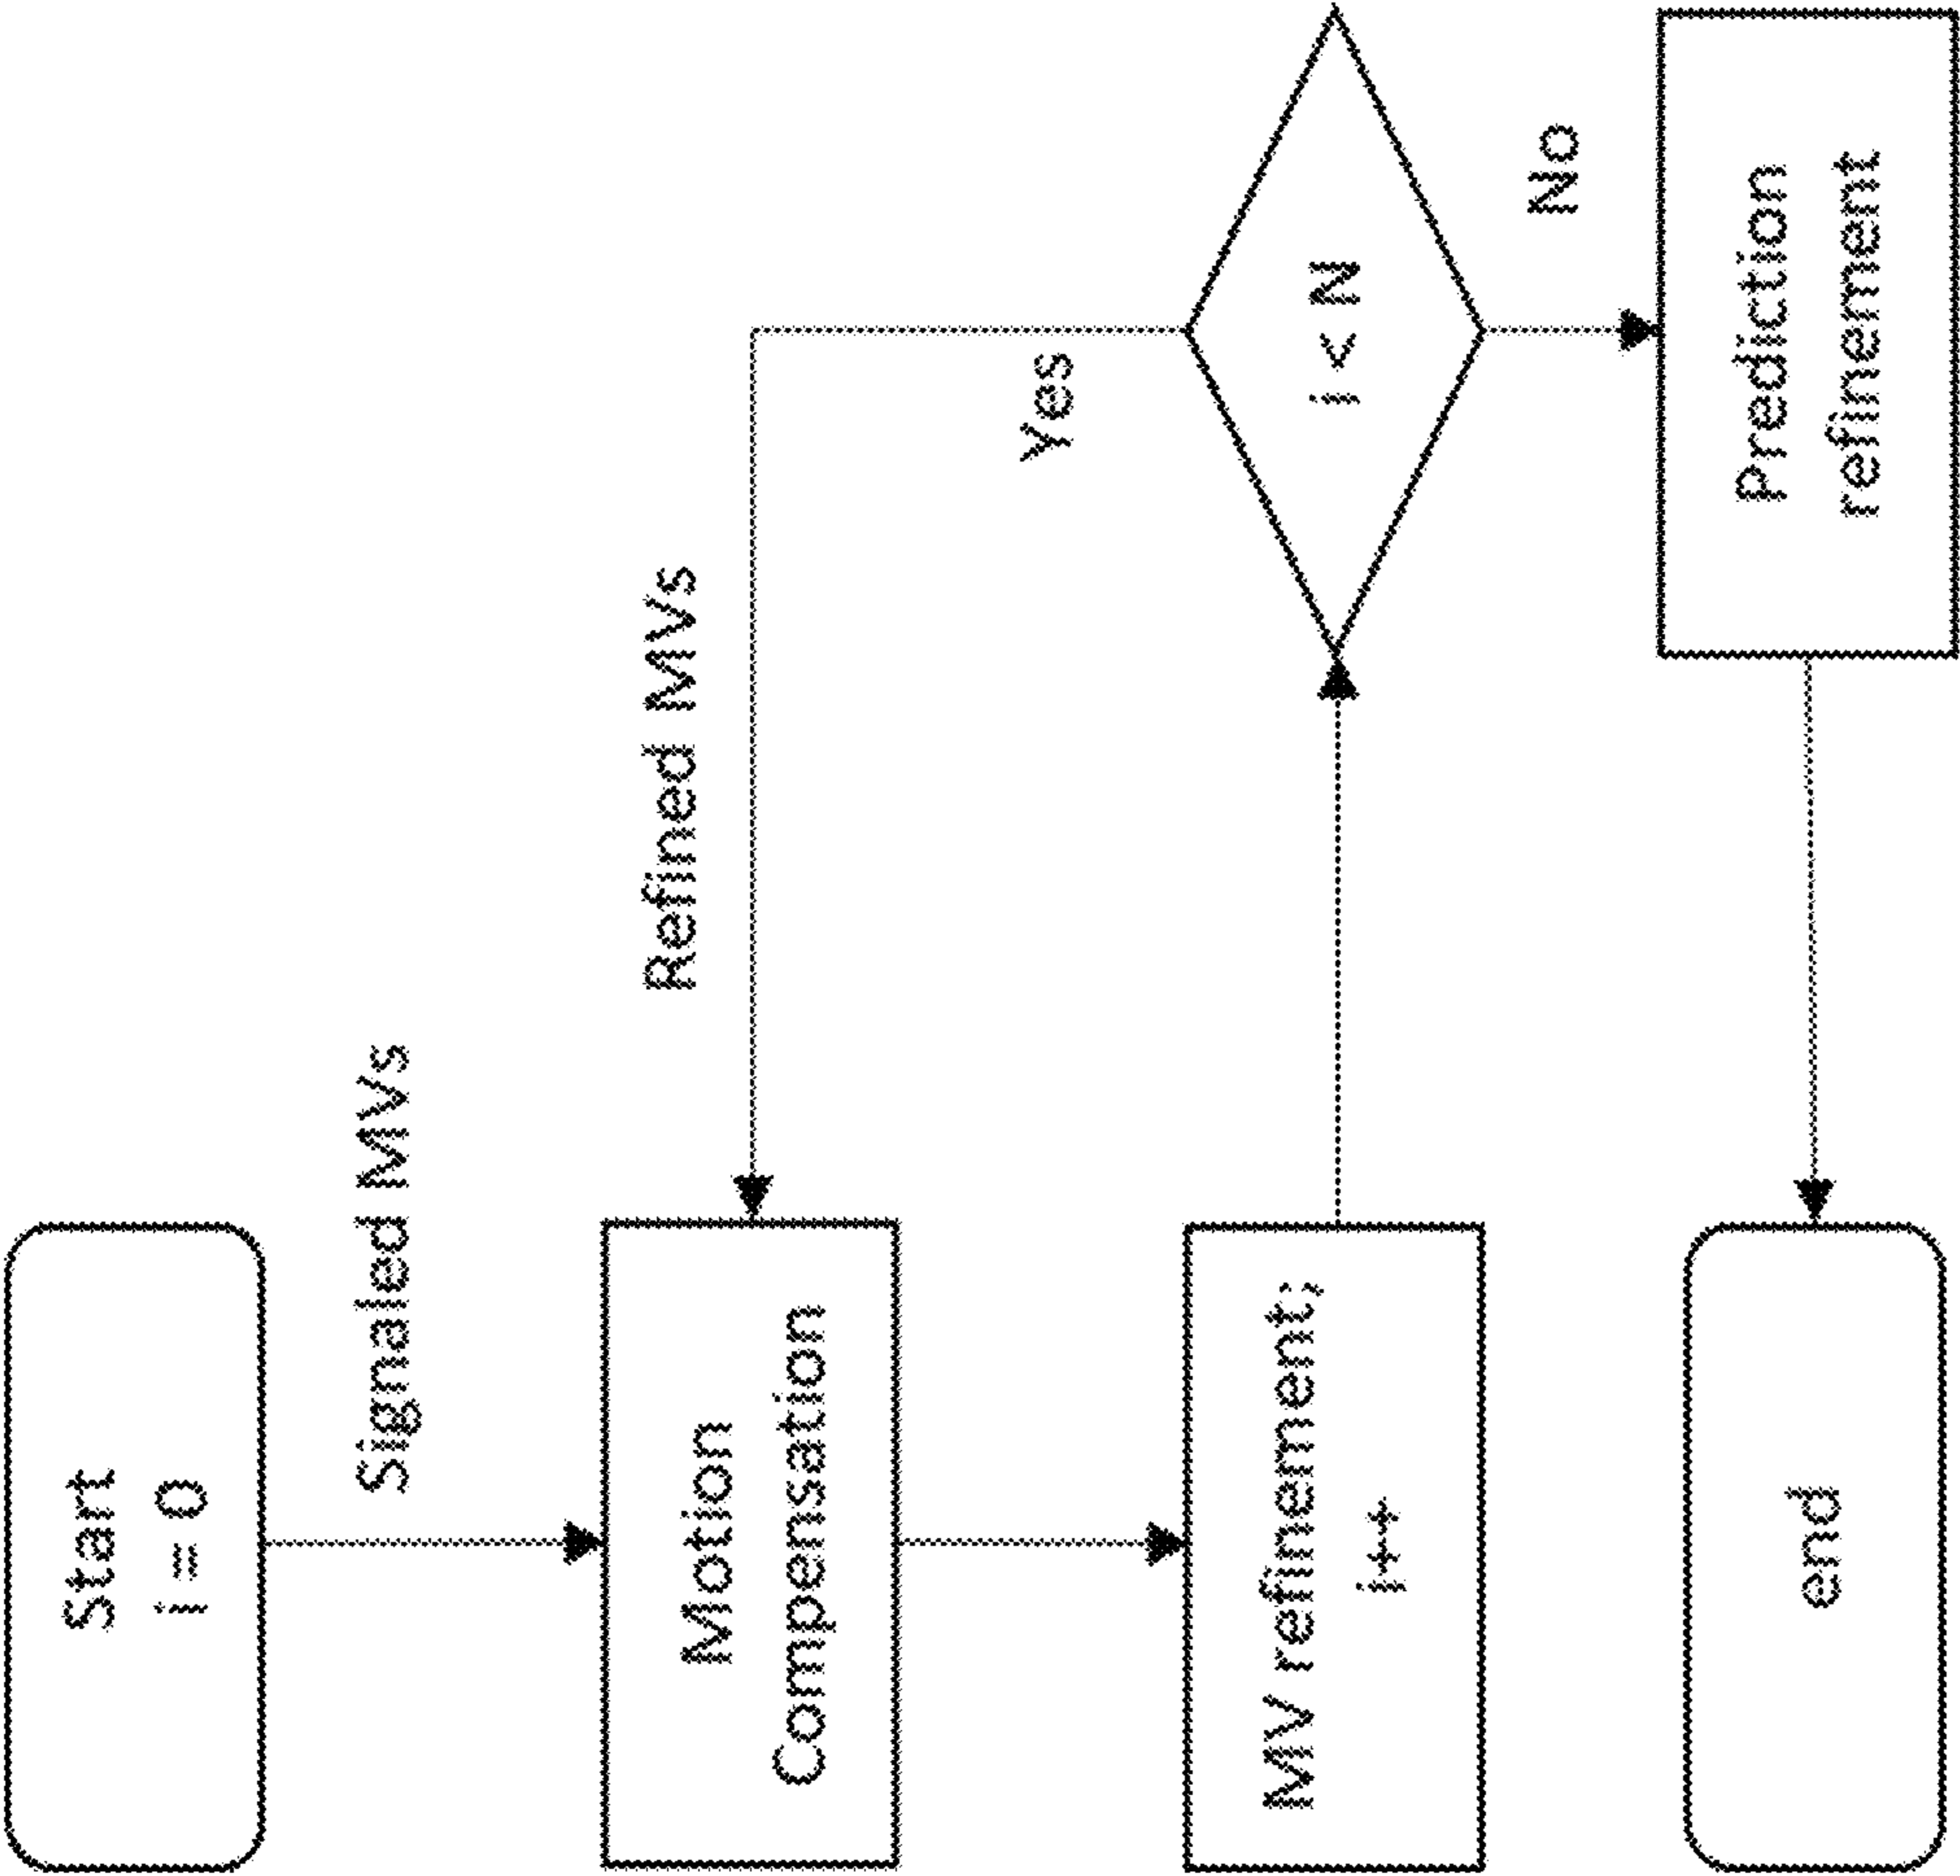 Start
i = 0
Signaled MVs
Motion
Compensation
Refined MVs
MV refinement;
i++
Yes
i < N
No
Prediction
refinement
end